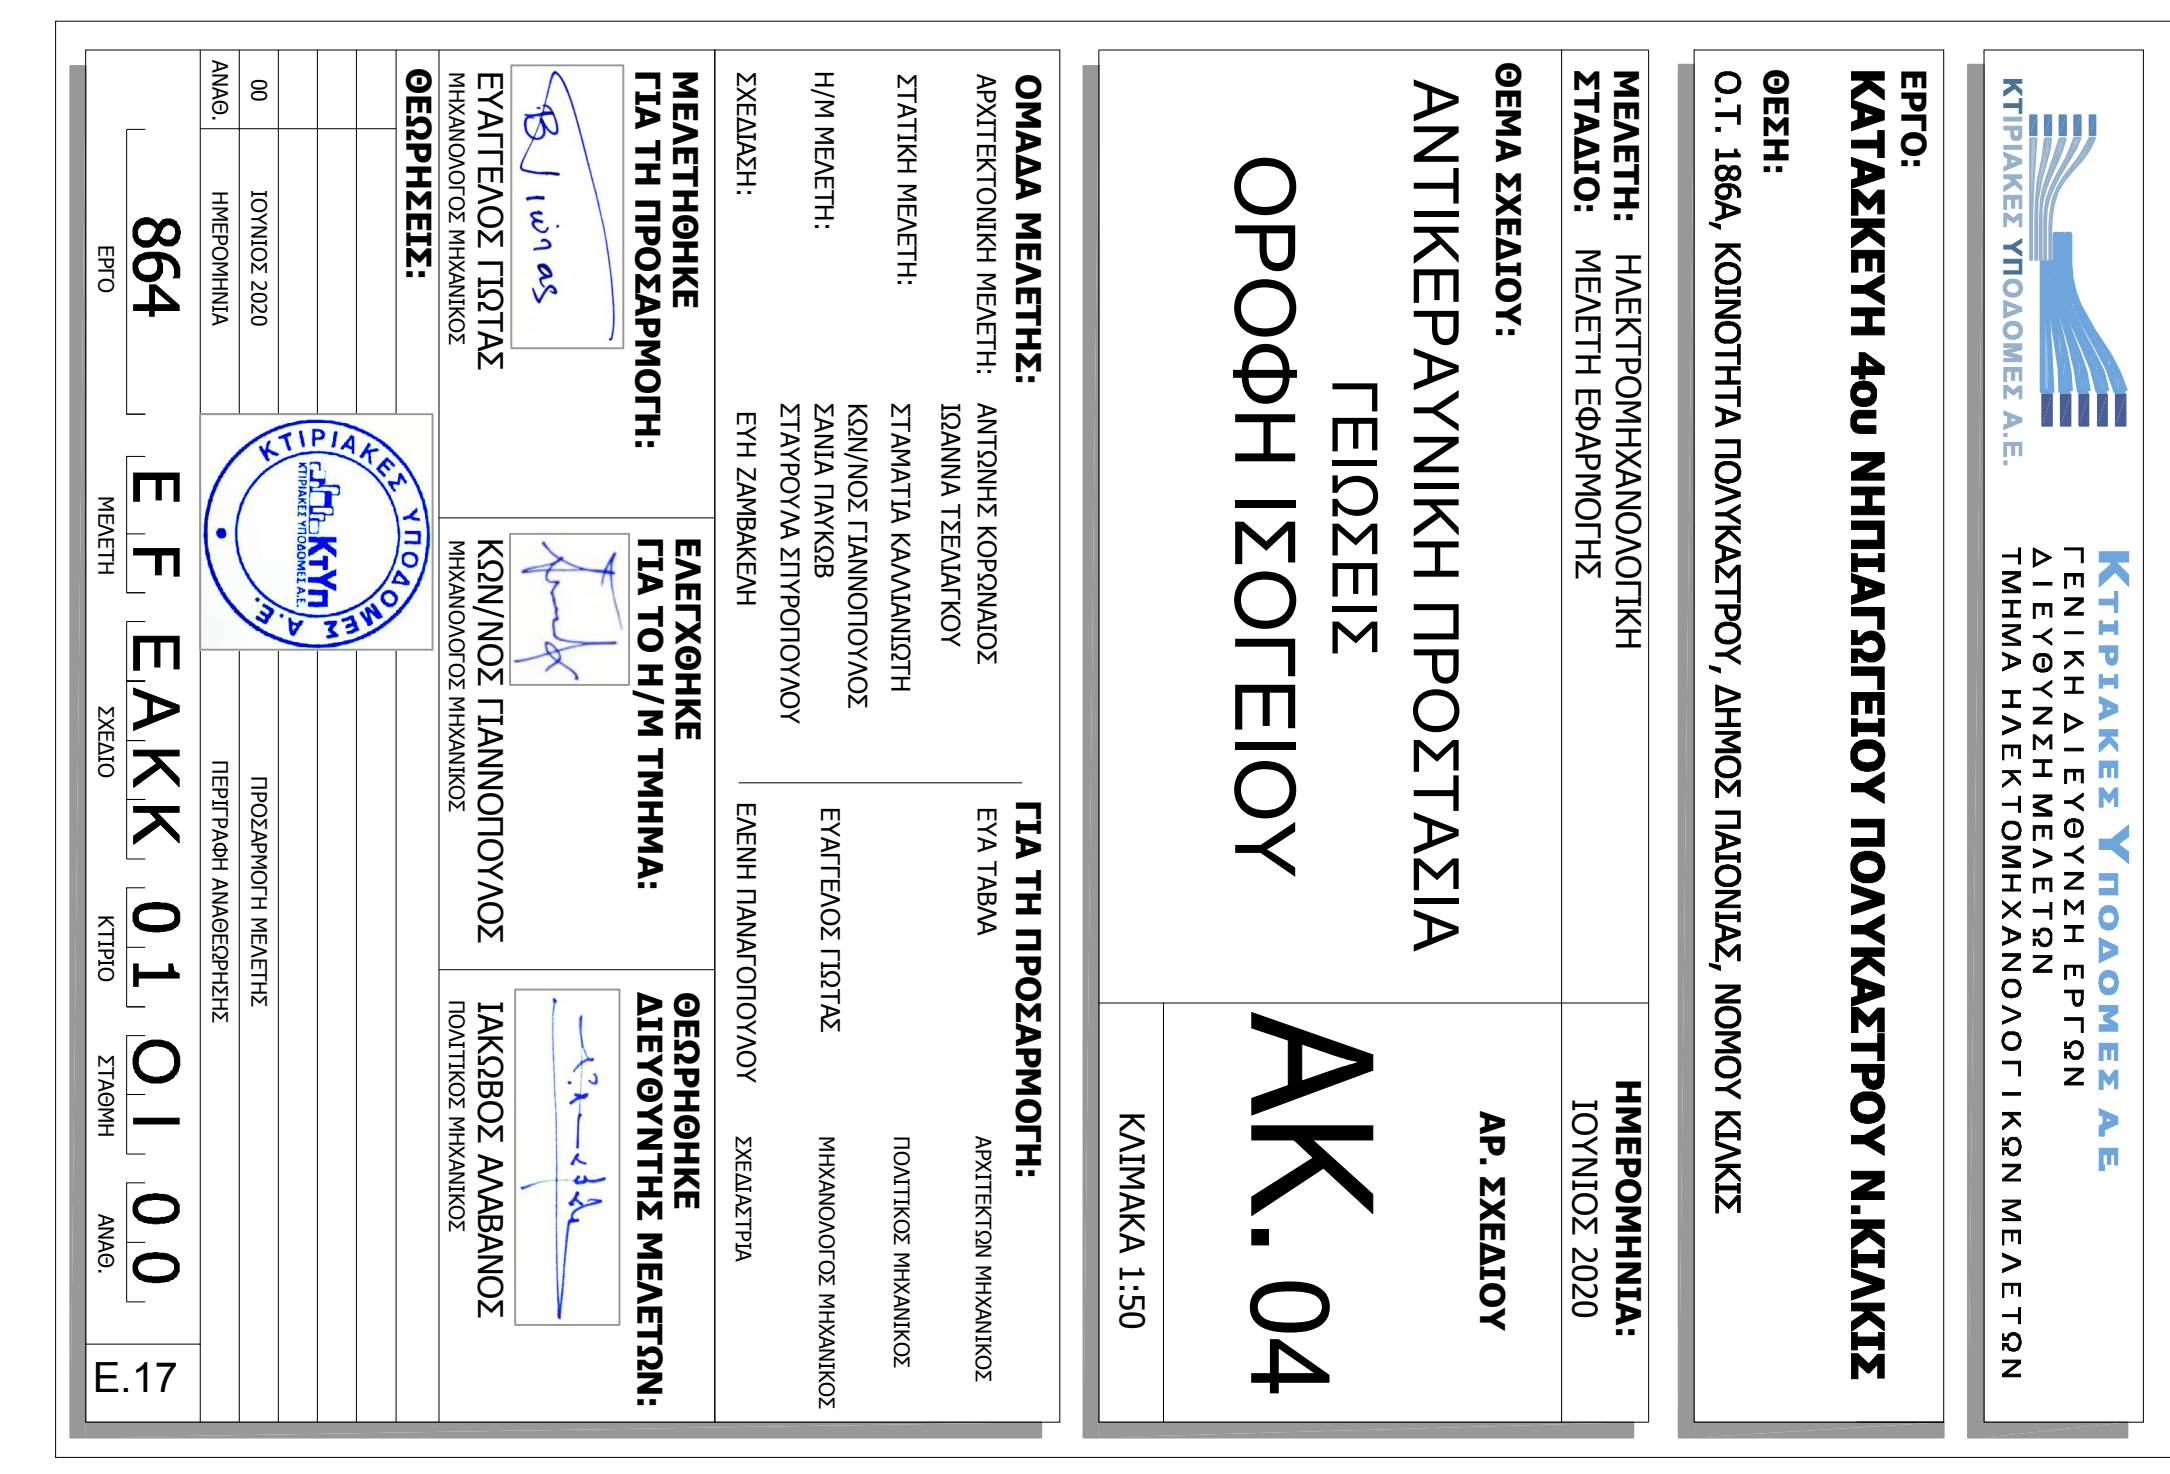 ΚΤΙΡΙΑΚΕΣ ΥΠΟΔΟΜΕΣ Α.Ε.
ΚΤΙΡΙΑΚΕΣ ΥΠΟΔΟΜΕΣ Α.Ε
ΓΕΝΙΚΗ ΔΙΕΥΘΥΝΣΗ ΕΡΓΩΝ
ΔΙΕΥΘΥΝΣΗ ΜΕΛΕΤΩΝ
ΤΜΗΜΑ ΗΛΕΚΤΟΜΗΧΑΝΟΛΟΓΙΚΩΝ ΜΕΛΕΤΩΝ
ΕΡΓΟ:
ΚΑΤΑΣΚΕΥΗ 4ου ΝΗΠΙΑΓΩΓΕΙΟΥ ΠΟΛΥΚΑΣΤΡΟΥ Ν.ΚΙΛΚΙΣ
ΘΕΣΗ:
Ο.Τ. 186Α, ΚΟΙΝΟΤΗΤΑ ΠΟΛΥΚΑΣΤΡΟΥ, ΔΗΜΟΣ ΠΑΙΟΝΙΑΣ, ΝΟΜΟΥ ΚΙΛΚΙΣ
ΜΕΛΕΤΗ: ΗΛΕΚΤΡΟΜΗΧΑΝΟΛΟΓΙΚΗ
ΣΤΑΔΙΟ: ΜΕΛΕΤΗ ΕΦΑΡΜΟΓΗΣ
ΗΜΕΡΟΜΗΝΙΑ:
ΙΟΥΝΙΟΣ 2020
ΘΕΜΑ ΣΧΕΔΙΟΥ:
ΑΝΤΙΚΕΡΑΥΝΙΚΗ ΠΡΟΣΤΑΣΙΑ
ΓΕΙΩΣΕΙΣ
ΟΡΟΦΗ ΙΣΟΓΕΙΟΥ
ΑΡ. ΣΧΕΔΙΟΥ
ΑΚ. 04
ΚΛΙΜΑΚΑ 1:50
ΟΜΑΔΑ ΜΕΛΕΤΗΣ:
ΑΡΧΙΤΕΚΤΟΝΙΚΗ ΜΕΛΕΤΗ: ΑΝΤΩΝΗΣ ΚΟΡΩΝΑΙΟΣ
ΙΩΑΝΝΑ ΤΣΕΛΙΑΓΚΟΥ
ΣΤΑΤΙΚΗ ΜΕΛΕΤΗ: ΣΤΑΜΑΤΙΑ ΚΑΛΛΙΑΝΙΩΤΗ
ΚΩΝ/ΝΟΣ ΓΙΑΝΝΟΠΟΥΛΟΣ
Η/Μ ΜΕΛΕΤΗ: ΣΑΝΙΑ ΠΑΥΚΩΒ
ΣΤΑΥΡΟΥΛΑ ΣΠΥΡΟΠΟΥΛΟΥ
ΣΧΕΔΙΑΣΗ: ΕΥΗ ΖΑΜΒΑΚΕΛΗ
ΓΙΑ ΤΗ ΠΡΟΣΑΡΜΟΓΗ:
ΕΥΑ ΤΑΒΛΑ ΑΡΧΙΤΕΚΤΩΝ ΜΗΧΑΝΙΚΟΣ
ΠΟΛΙΤΙΚΟΣ ΜΗΧΑΝΙΚΟΣ
ΕΥΑΓΓΕΛΟΣ ΓΙΩΤΑΣ ΜΗΧΑΝΟΛΟΓΟΣ ΜΗΧΑΝΙΚΟΣ
ΕΛΕΝΗ ΠΑΝΑΓΟΠΟΥΛΟΥ ΣΧΕΔΙΑΣΤΡΙΑ
ΜΕΛΕΤΗΘΗΚΕ
ΓΙΑ ΤΗ ΠΡΟΣΑΡΜΟΓΗ:
ΕΥΑΓΓΕΛΟΣ ΓΙΩΤΑΣ
ΜΗΧΑΝΟΛΟΓΟΣ ΜΗΧΑΝΙΚΟΣ
ΕΛΕΓΧΘΗΚΕ
ΓΙΑ ΤΟ Η/Μ ΤΜΗΜΑ:
ΚΩΝ/ΝΟΣ ΓΙΑΝΝΟΠΟΥΛΟΣ
ΜΗΧΑΝΟΛΟΓΟΣ ΜΗΧΑΝΙΚΟΣ
ΘΕΩΡΗΘΗΚΕ
ΔΙΕΥΘΥΝΤΗΣ ΜΕΛΕΤΩΝ:
ΙΑΚΩΒΟΣ ΑΛΑΒΑΝΟΣ
ΠΟΛΙΤΙΚΟΣ ΜΗΧΑΝΙΚΟΣ
ΘΕΩΡΗΣΕΙΣ:
ΚΤΙΡΙΑΚΕΣ ΥΠΟΔΟΜΕΣ Α.Ε.
ΚτΥπ
ΚΤΙΡΙΑΚΕΣ ΥΠΟΔΟΜΕΣ Α.Ε.
00 ΙΟΥΝΙΟΣ 2020 ΠΡΟΣΑΡΜΟΓΗ ΜΕΛΕΤΗΣ
ΑΝΑΘ. ΗΜΕΡΟΜΗΝΙΑ ΠΕΡΙΓΡΑΦΗ ΑΝΑΘΕΩΡΗΣΗΣ
864 E F EAKK 01 OI 00
ΕΡΓΟ ΜΕΛΕΤΗ ΣΧΕΔΙΟ ΚΤΙΡΙΟ ΣΤΑΘΜΗ ΑΝΑΘ.
E.17